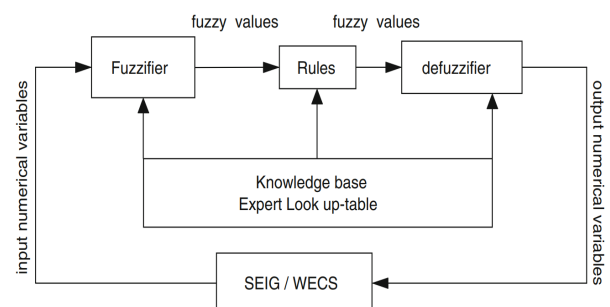 fuzzy values
fuzzy values
Fuzzifier
Rules
defuzzifier
input numerical variables
output numerical variables
Knowledge base
Expert Look up-table
SEIG / WECS